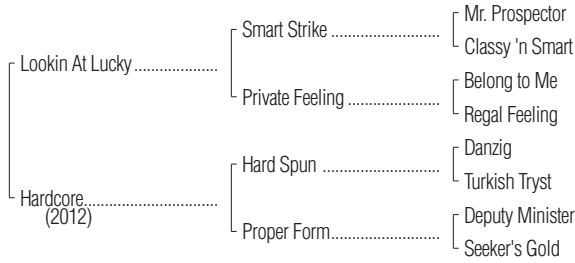 Mr. Prospector
Smart Strike ........................
Classy 'n Smart
Lookin At Lucky ....................
Belong to Me
Private Feeling ....................
Regal Feeling
Danzig
Hard Spun ..........................
Turkish Tryst
Hardcore................................
(2012)
Deputy Minister
Proper Form........................
Seeker's Gold